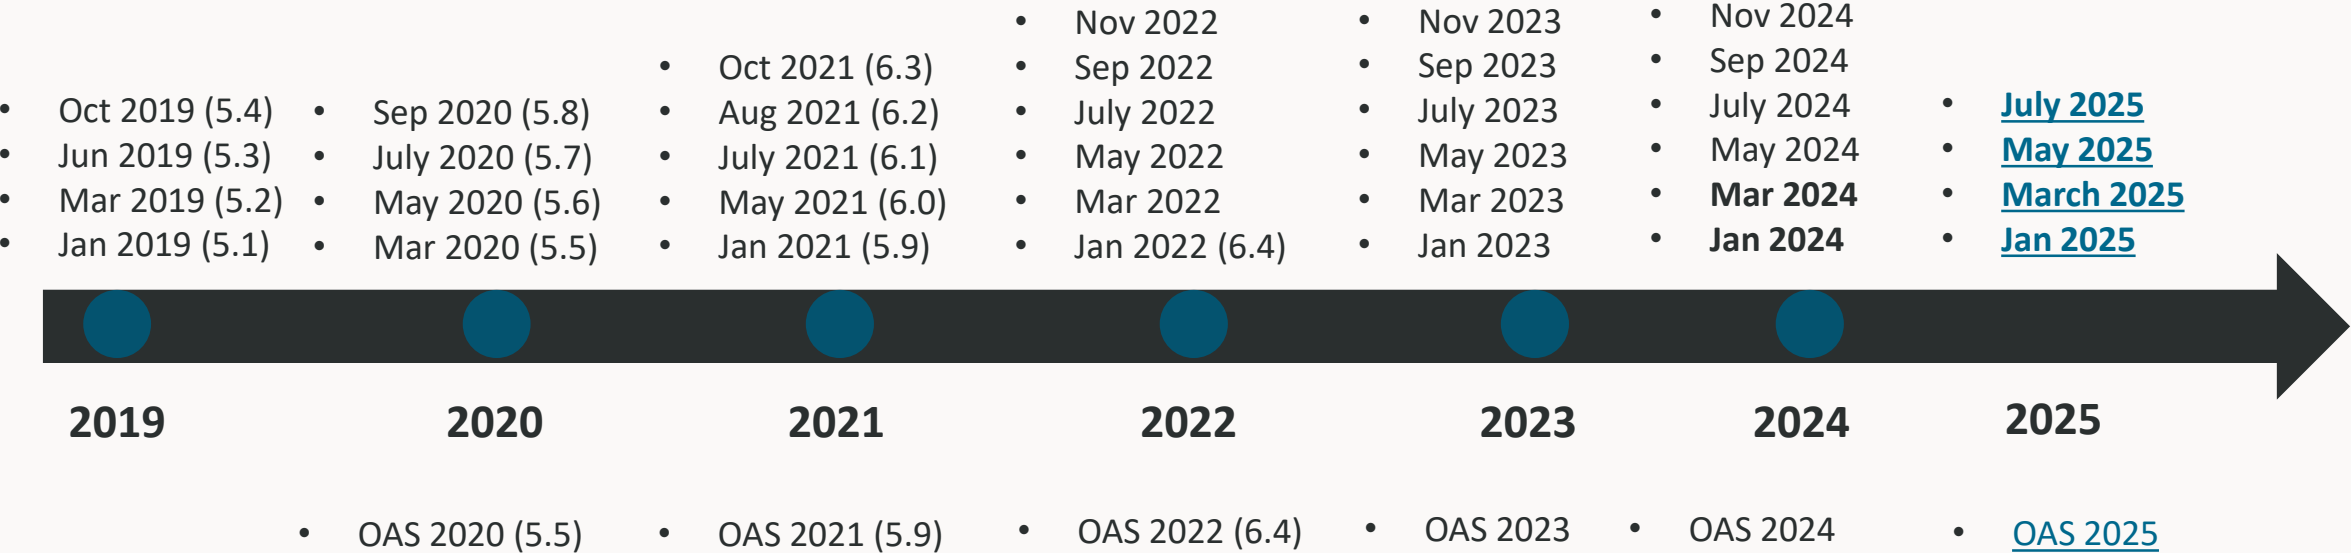 • Oct 2019 (5.4)
• Jun 2019 (5.3)
• Mar 2019 (5.2)
• Jan 2019 (5.1)
• Sep 2020 (5.8)
• July 2020 (5.7)
• May 2020 (5.6)
• Mar 2020 (5.5)
• Oct 2021 (6.3)
• Aug 2021 (6.2)
• July 2021 (6.1)
• May 2021 (6.0)
• Jan 2021 (5.9)
• Nov 2022
• Sep 2022
• July 2022
• May 2022
• Mar 2022
• Jan 2022 (6.4)
• Nov 2023
• Sep 2023
• July 2023
• May 2023
• Mar 2023
• Jan 2023
• Nov 2024
• Sep 2024
• July 2024
• May 2024
• Mar 2024
• Jan 2024
• July 2025
• May 2025
• March 2025
• Jan 2025
2019
2020
2021
2022
2023
2024
2025
• OAS 2020 (5.5)
• OAS 2021 (5.9)
• OAS 2022 (6.4)
• OAS 2023
• OAS 2024
• OAS 2025